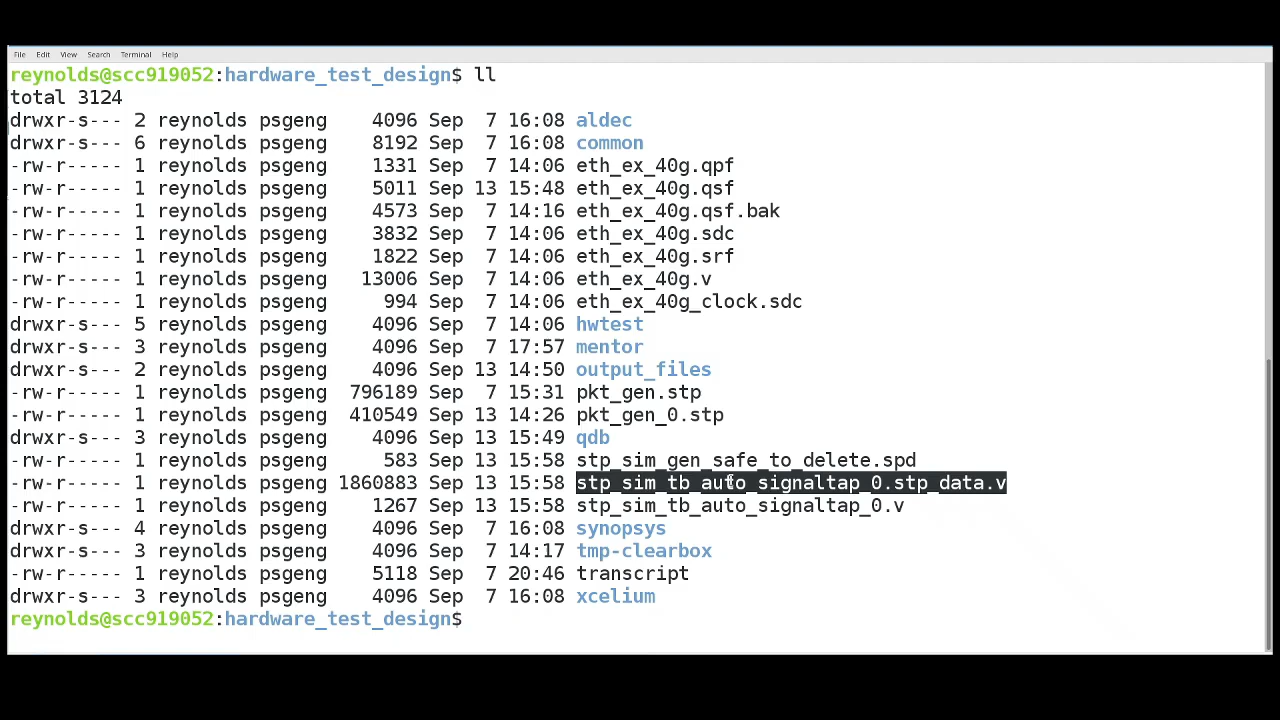 File Edit View Search Terminal Help
reynolds@scc919052:hardware_test_design$ ll
total 3124
drwxr-s--- 2 reynolds psgeng    4096 Sep  7 16:08 aldec
drwxr-s--- 6 reynolds psgeng    8192 Sep  7 16:08 common
-rw-r----- 1 reynolds psgeng    1331 Sep  7 14:06 eth_ex_40g.qpf
-rw-r----- 1 reynolds psgeng    5011 Sep 13 15:48 eth_ex_40g.qsf
-rw-r----- 1 reynolds psgeng    4573 Sep  7 14:16 eth_ex_40g.qsf.bak
-rw-r----- 1 reynolds psgeng    3832 Sep  7 14:06 eth_ex_40g.sdc
-rw-r----- 1 reynolds psgeng    1822 Sep  7 14:06 eth_ex_40g.srf
-rw-r----- 1 reynolds psgeng   13006 Sep  7 14:06 eth_ex_40g.v
-rw-r----- 1 reynolds psgeng     994 Sep  7 14:06 eth_ex_40g_clock.sdc
drwxr-s--- 5 reynolds psgeng    4096 Sep  7 14:06 hwtest
drwxr-s--- 3 reynolds psgeng    4096 Sep  7 17:57 mentor
drwxr-s--- 2 reynolds psgeng    4096 Sep 13 14:50 output_files
-rw-r----- 1 reynolds psgeng  796189 Sep  7 15:31 pkt_gen.stp
-rw-r----- 1 reynolds psgeng  410549 Sep 13 14:26 pkt_gen_0.stp
drwxr-s--- 3 reynolds psgeng    4096 Sep 13 15:49 qdb
-rw-r----- 1 reynolds psgeng     583 Sep 13 15:58 stp_sim_gen_safe_to_delete.spd
-rw-r----- 1 reynolds psgeng 1860883 Sep 13 15:58 stp_sim_tb_auto_signaltap_0.stp_data.v
-rw-r----- 1 reynolds psgeng    1267 Sep 13 15:58 stp_sim_tb_auto_signaltap_0.v
drwxr-s--- 4 reynolds psgeng    4096 Sep  7 16:08 synopsys
drwxr-s--- 3 reynolds psgeng    4096 Sep  7 14:17 tmp-clearbox
-rw-r----- 1 reynolds psgeng    5118 Sep  7 20:46 transcript
drwxr-s--- 3 reynolds psgeng    4096 Sep  7 16:08 xcelium
reynolds@scc919052:hardware_test_design$